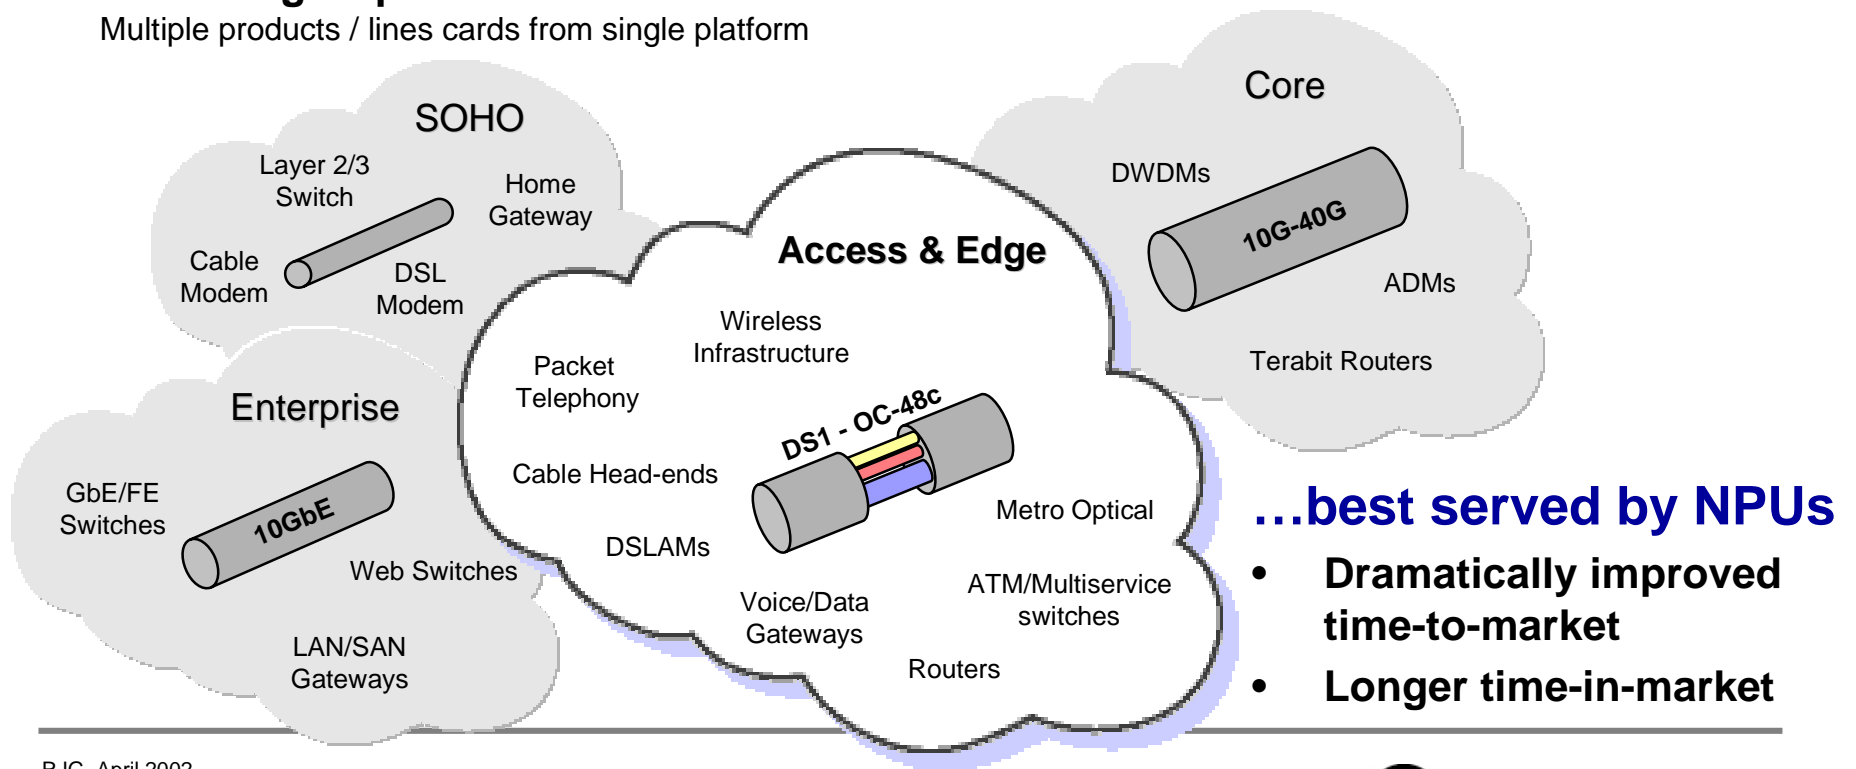 Multiple products / lines cards from single platform
SOHO
Layer 2/3
Switch
Home
Gateway
Cable
Modem
DSL
Modem
Core
DWDMs
10G-40G
ADMs
Terabit Routers
Access & Edge
Wireless
Infrastructure
Packet
Telephony
DS1 - OC-48c
Cable Head-ends
Metro Optical
DSLAMs
ATM/Multiservice
switches
Voice/Data
Gateways
Routers
Enterprise
GbE/FE
Switches
10GbE
Web Switches
LAN/SAN
Gateways
...best served by NPUs
• Dramatically improved
time-to-market
• Longer time-in-market
April 2002